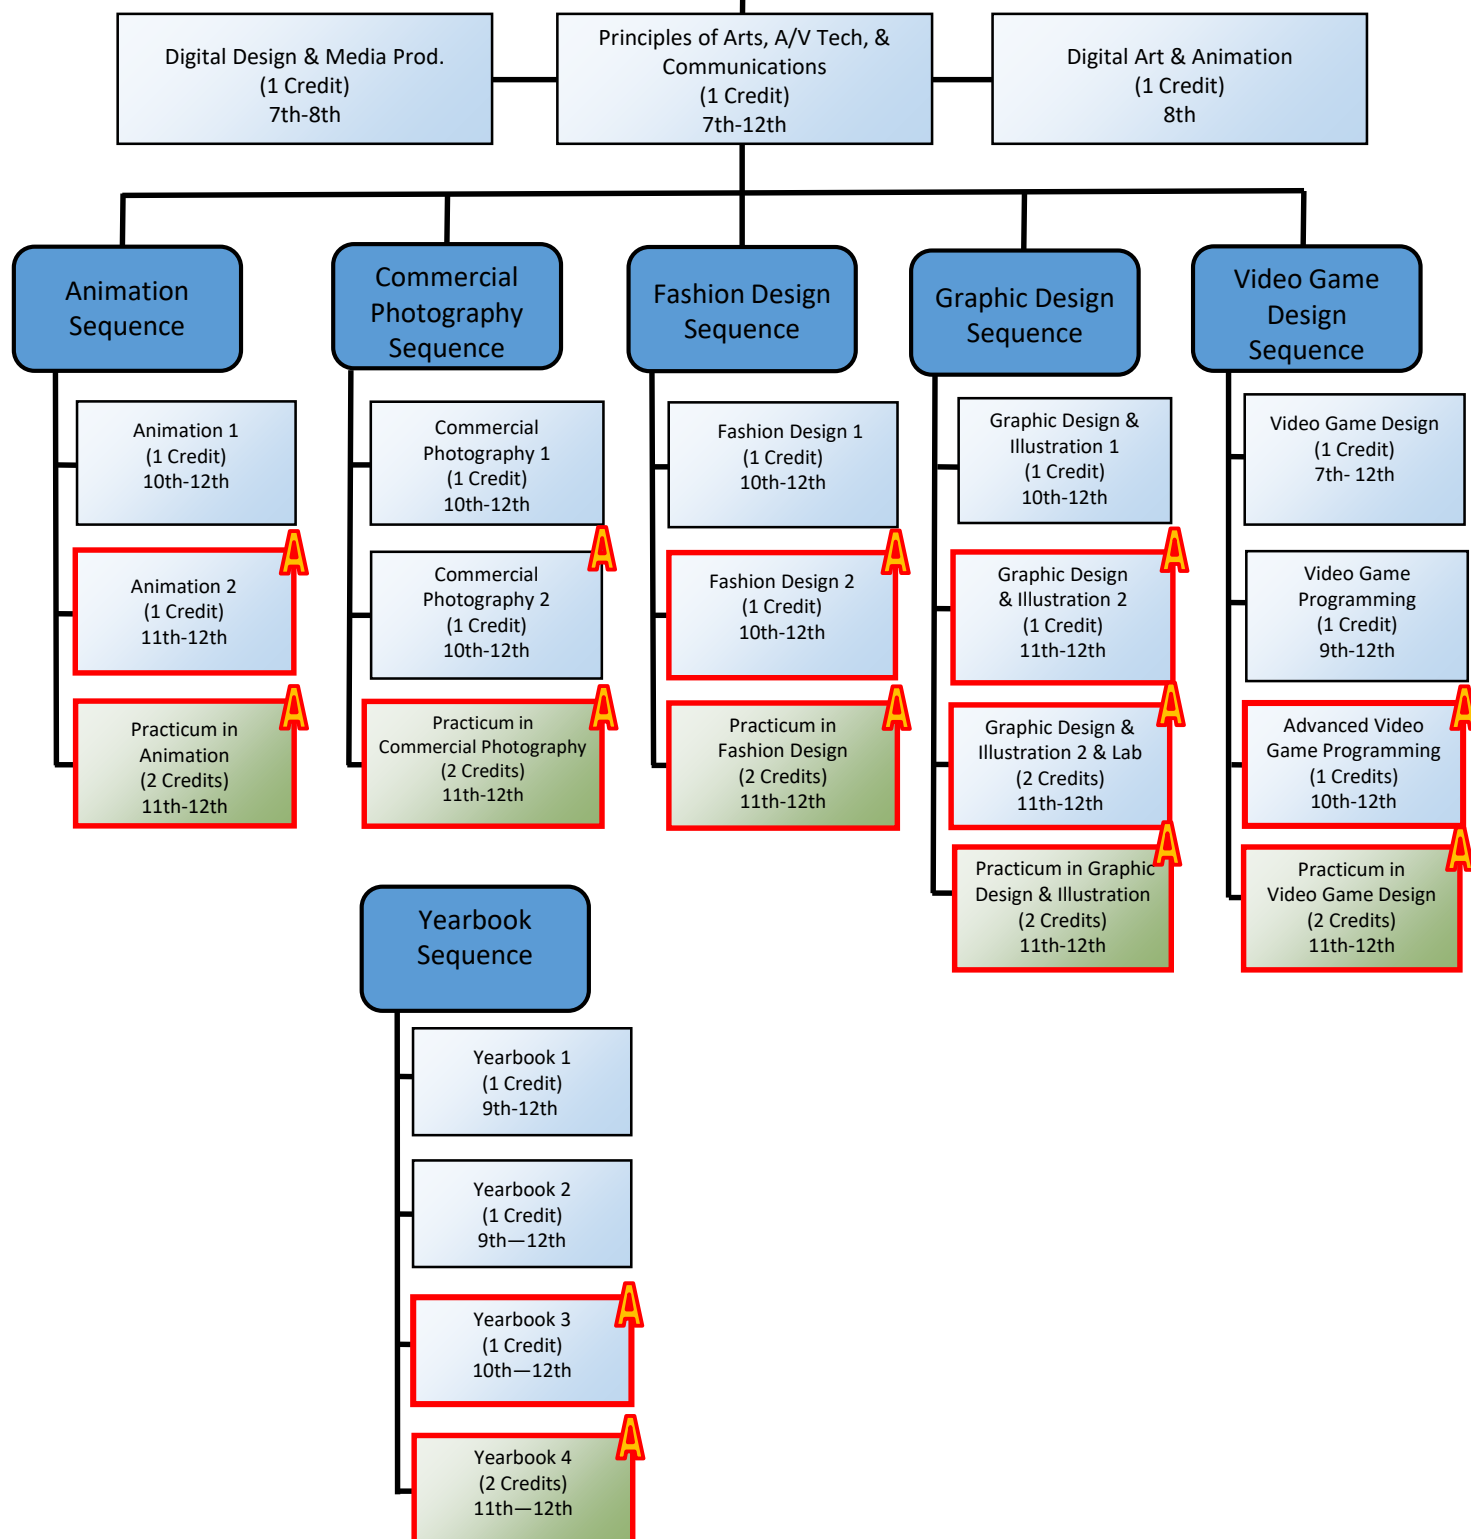 Digital Design & Media Prod.
(1 Credit)
7th-8th
Principles of Arts, A/V Tech, &
Communications
(1 Credit)
7th-12th
Digital Art & Animation
(1 Credit)
8th
Animation
Sequence
Commercial
Photography
Sequence
Fashion Design
Sequence
Graphic Design
Sequence
Video Game
Design
Sequence
Animation 1
(1 Credit)
10th-12th
A
Animation 2
(1 Credit)
11th-12th
A
Practicum in
Animation
(2 Credits)
11th-12th
Commercial
Photography 1
(1 Credit)
10th-12th
A
Commercial
Photography 2
(1 Credit)
10th-12th
A
Practicum in
Commercial Photography
(2 Credits)
11th-12th
Fashion Design 1
(1 Credit)
10th-12th
A
Fashion Design 2
(1 Credit)
10th-12th
A
Practicum in
Fashion Design
(2 Credits)
11th-12th
Graphic Design &
Illustration 1
(1 Credit)
10th-12th
A
Graphic Design
& Illustration 2
(1 Credit)
11th-12th
A
Graphic Design &
Illustration 2 & Lab
(2 Credits)
11th-12th
A
Practicum in Graphic
Design & Illustration
(2 Credits)
11th-12th
Video Game Design
(1 Credit)
7th- 12th
Video Game
Programming
(1 Credit)
9th-12th
A
Advanced Video
Game Programming
(1 Credits)
10th-12th
A
Practicum in
Video Game Design
(2 Credits)
11th-12th
Yearbook
Sequence
Yearbook 1
(1 Credit)
9th-12th
Yearbook 2
(1 Credit)
9th—12th
A
Yearbook 3
(1 Credit)
10th—12th
A
Yearbook 4
(2 Credits)
11th—12th